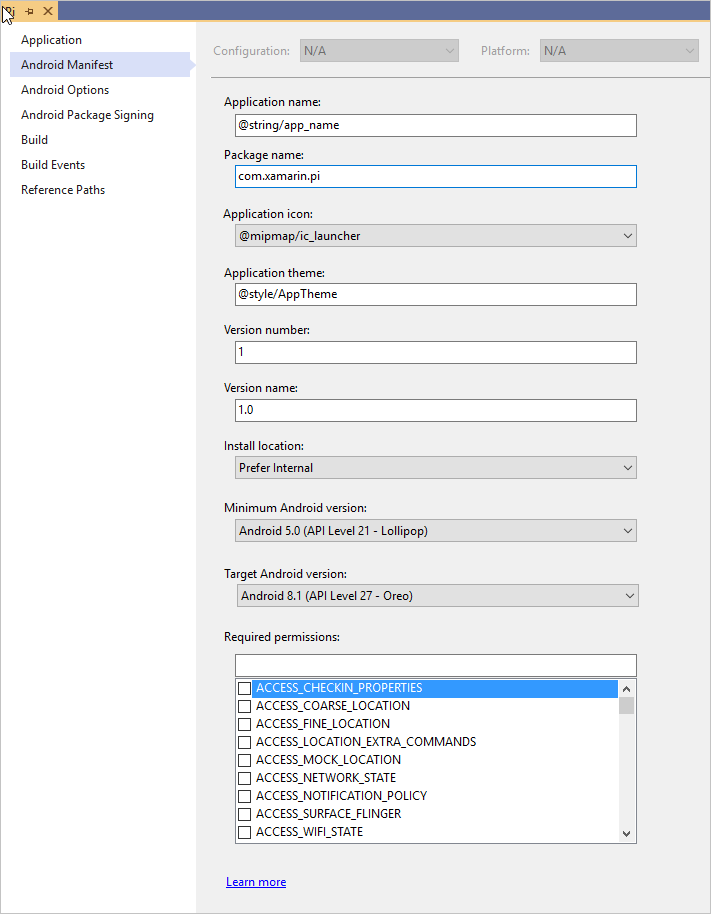 Application
Android Manifest
Android Options
Android Package Signing
Build
Build Events
Reference Paths
Configuration: N/A Platform: N/A
Application name:
@string/app_name
Package name:
com.xamarin.pi
Application icon:
@mipmap/ic_launcher
Application theme:
@style/AppTheme
Version number:
1
Version name:
1.0
Install location:
Prefer Internal
Minimum Android version:
Android 5.0 (API Level 21 - Lollipop)
Target Android version:
Android 8.1 (API Level 27 - Oreo)
Required permissions:
ACCESS_CHECKIN_PROPERTIES
ACCESS_COARSE_LOCATION
ACCESS_FINE_LOCATION
ACCESS_LOCATION_EXTRA_COMMANDS
ACCESS_MOCK_LOCATION
ACCESS_NETWORK_STATE
ACCESS_NOTIFICATION_POLICY
ACCESS_SURFACE_FLINGER
ACCESS_WIFI_STATE
Learn more